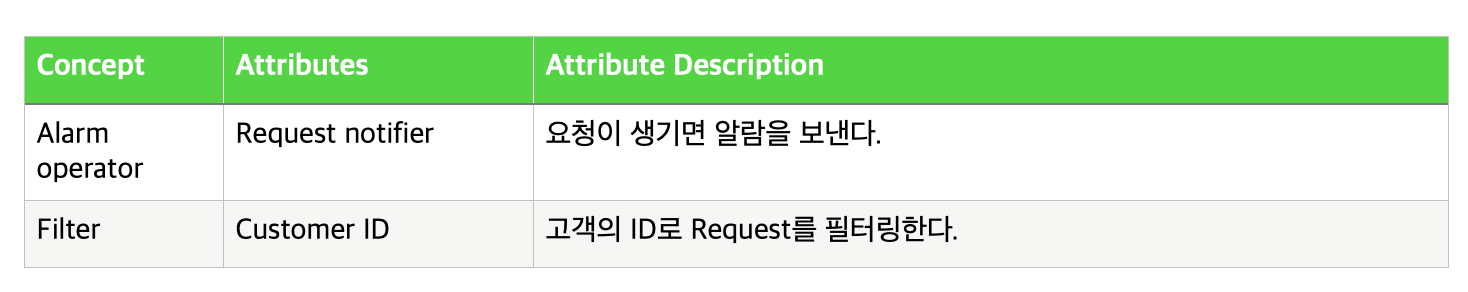 Concept Attributes Attribute Description
Alarm operator Request notifier 요청이 생기면 알람을 보낸다.
Filter Customer ID 고객의 ID로 Request를 필터링한다.